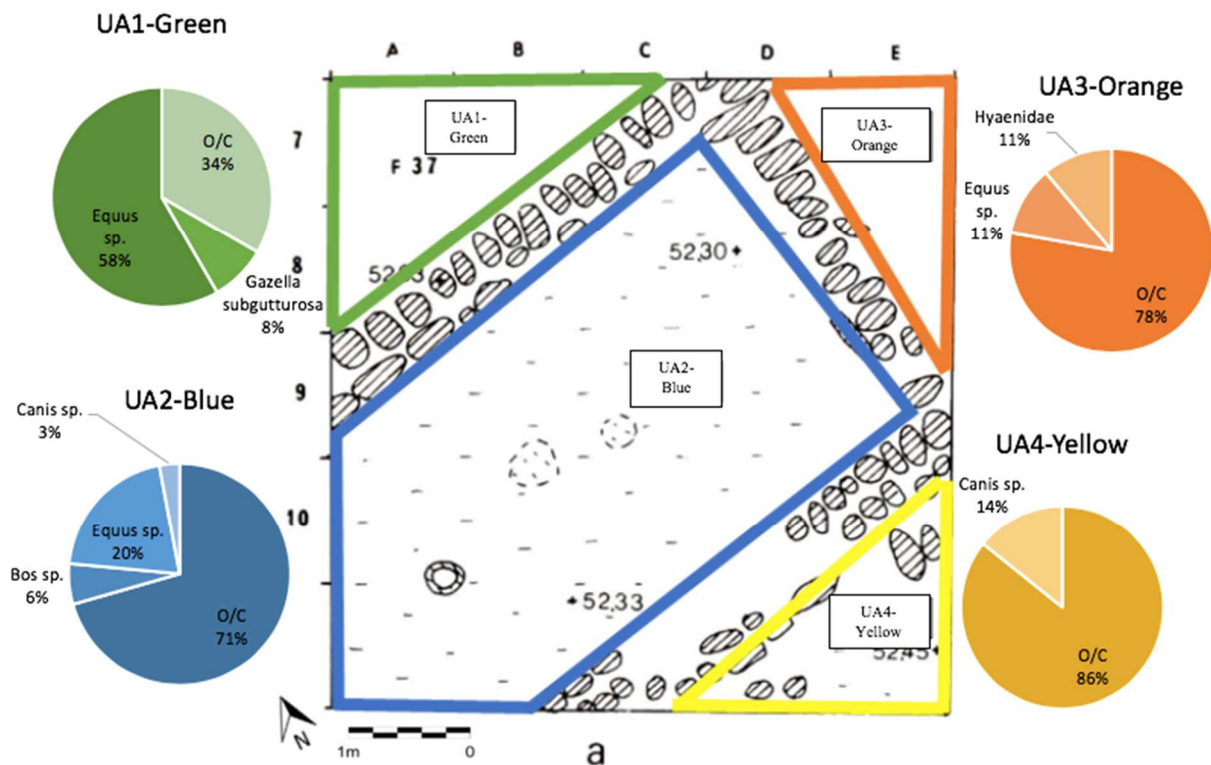 UA1-Green
O/C
34%
Equus
sp.
58%
Gazella
subgutturosa
8%
UA2-Blue
Canis sp.
3%
Equus sp.
20%
Bos sp.
6%
O/C
71%
A B C D E
7
8
9
10
UA1-
Green
F 37
UA3-
Orange
52,30
UA2-
Blue
52,33
UA4-
Yellow
52,45
N
1m 0
a
UA3-Orange
Hyaenidae
11%
Equus
sp.
11%
O/C
78%
UA4-Yellow
Canis sp.
14%
O/C
86%